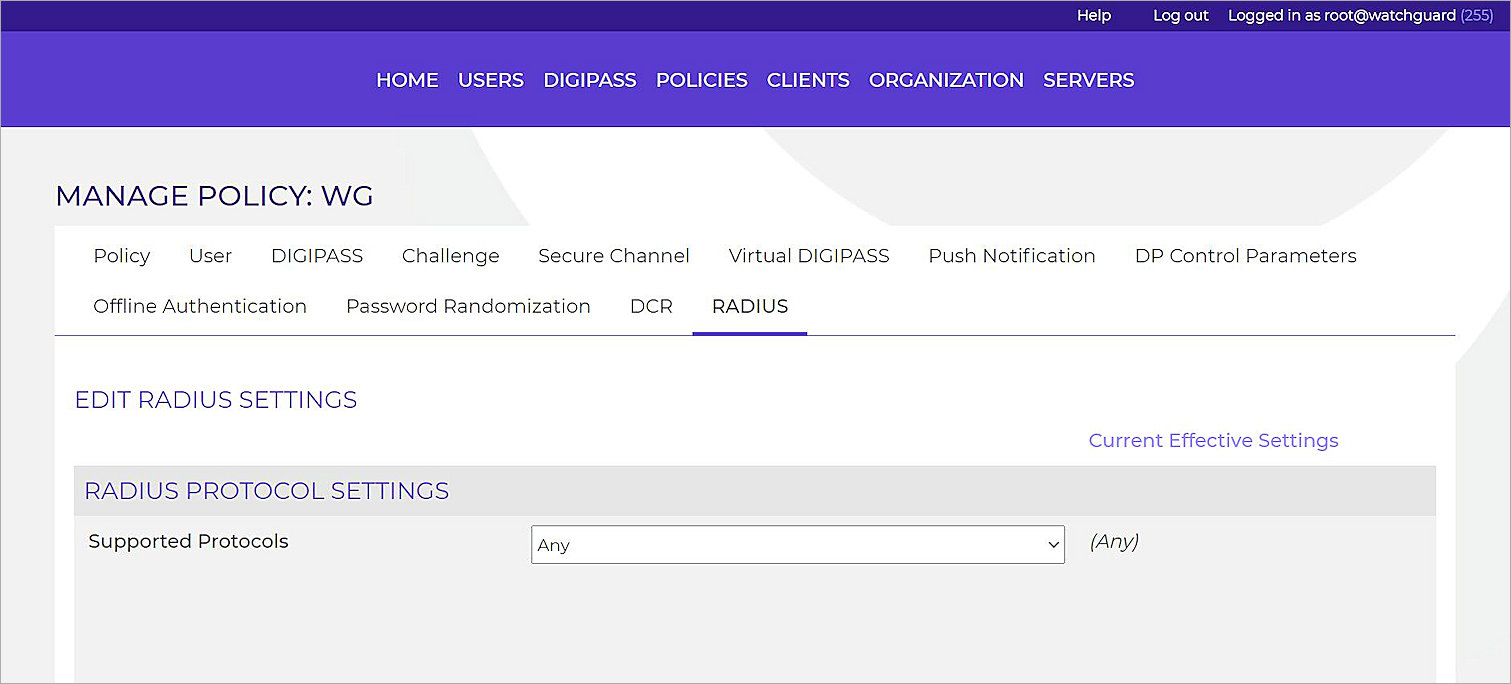 Help Log out Logged in as root@watchguard (255)
HOME USERS DIGIPASS POLICIES CLIENTS ORGANIZATION SERVERS
MANAGE POLICY: WG
Policy User DIGIPASS Challenge Secure Channel Virtual DIGIPASS Push Notification DP Control Parameters
Offline Authentication Password Randomization DCR RADIUS
EDIT RADIUS SETTINGS
Current Effective Settings
RADIUS PROTOCOL SETTINGS
Supported Protocols Any (Any)